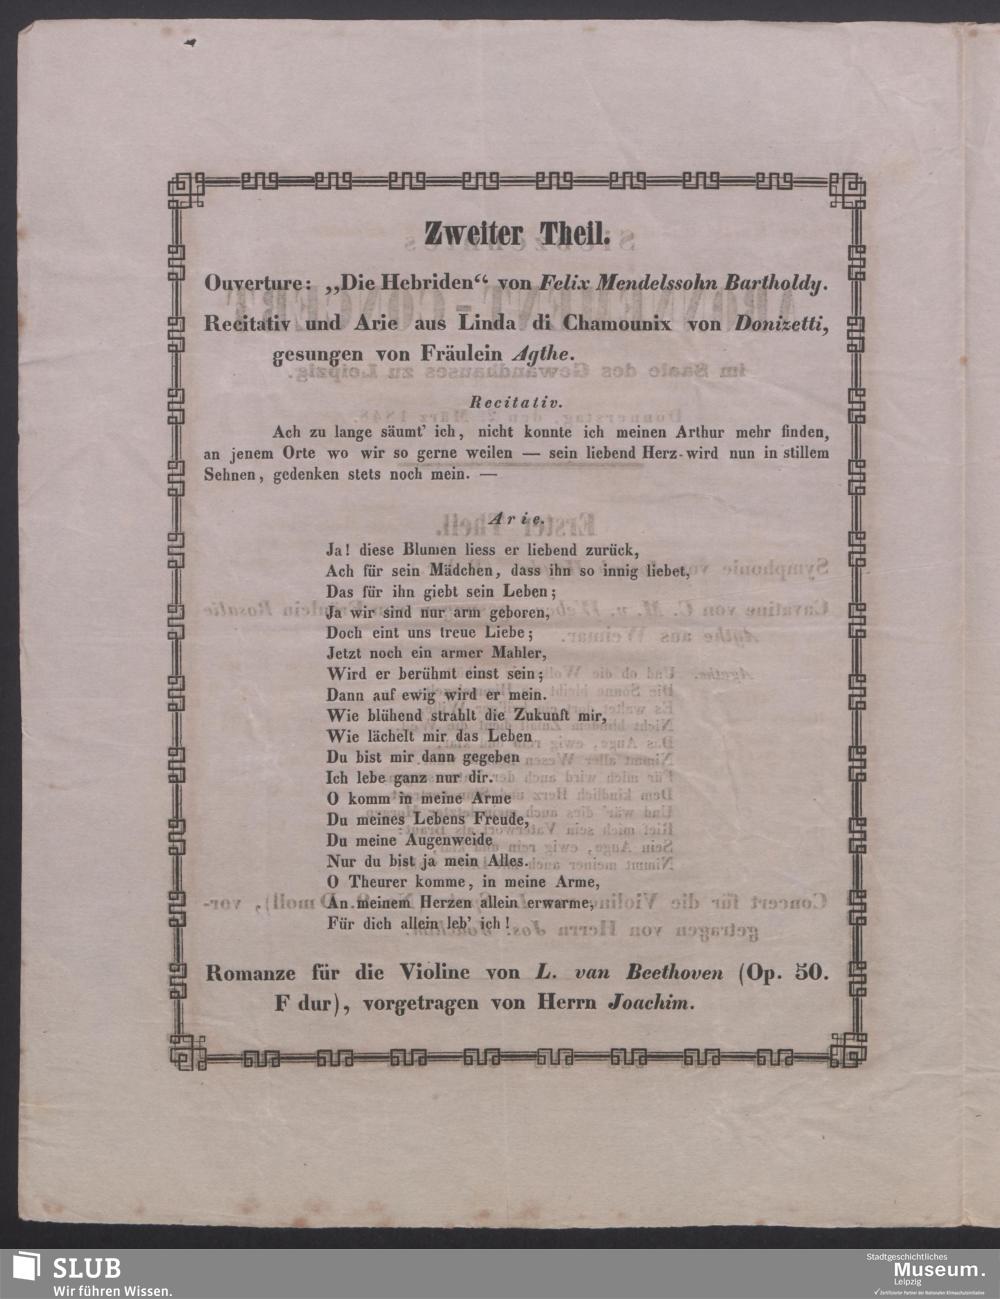 Zweiter Theil.
Ouverture: ,,Die Hebriden“ von Felix Mendelssohn Bartholdy.
Recitativ und Arie aus Linda di Chamounix von Donizetti,
gesungen von Fräulein Agthe.
Recitativ.
Ach zu lange säumt' ich, nicht konnte ich meinen Arthur mehr finden,
an jenem Orte wo wir so gerne weilen — sein liebend Herz wird nun in stillem
Sehnen, gedenken stets noch mein. —
Arie.
Ja! diese Blumen liess er liebend zurück,
Ach für sein Mädchen, dass ihn so innig liebet,
Das für ihn giebt sein Leben;
Ja wir sind nur arm geboren,
Doch eint uns treue Liebe;
Jetzt noch ein armer Mahler,
Wird er berühmt einst sein;
Dann auf ewig wird er mein.
Wie blühend strahlt die Zukunft mir,
Wie lächelt mir das Leben
Du bist mir dann gegeben
Ich lebe ganz nur dir.
O komm in meine Arme
Du meines Lebens Freude,
Du meine Augenweide
Nur du bist ja mein Alles.
O Theurer komme, in meine Arme,
An meinem Herzen allein erwarme,
Für dich allein leb' ich!
Romanze für die Violine von L. van Beethoven (Op. 50.
F dur), vorgetragen von Herrn Joachim.
SLUB
Wir führen Wissen.
Stadtgeschichtliches
Museum.
Leipzig
Zertifizierter Partner der Nationalen Klimaschutzinitiative